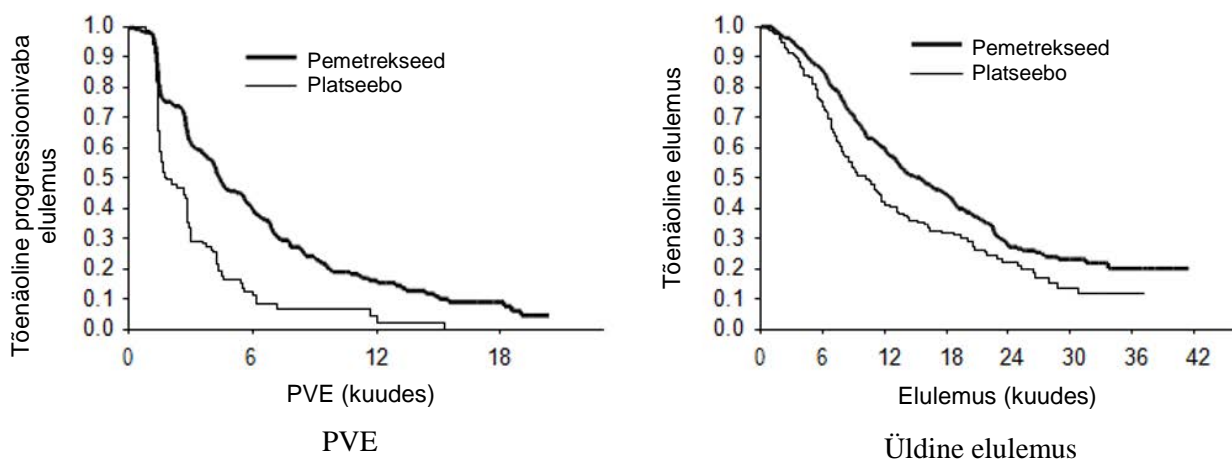 Tõenäoline progressioonivaba
elulemus
1.0
0.9
0.8
0.7
0.6
0.5
0.4
0.3
0.2
0.1
0.0
Pemetrekseed
Platseebo
0 6 12 18
PVE (kuudes)
PVE
Tõenäoline elulemus
1.0
0.9
0.8
0.7
0.6
0.5
0.4
0.3
0.2
0.1
0.0
Pemetrekseed
Platseebo
0 6 12 18 24 30 36 42
Elulemus (kuudes)
Üldine elulemus